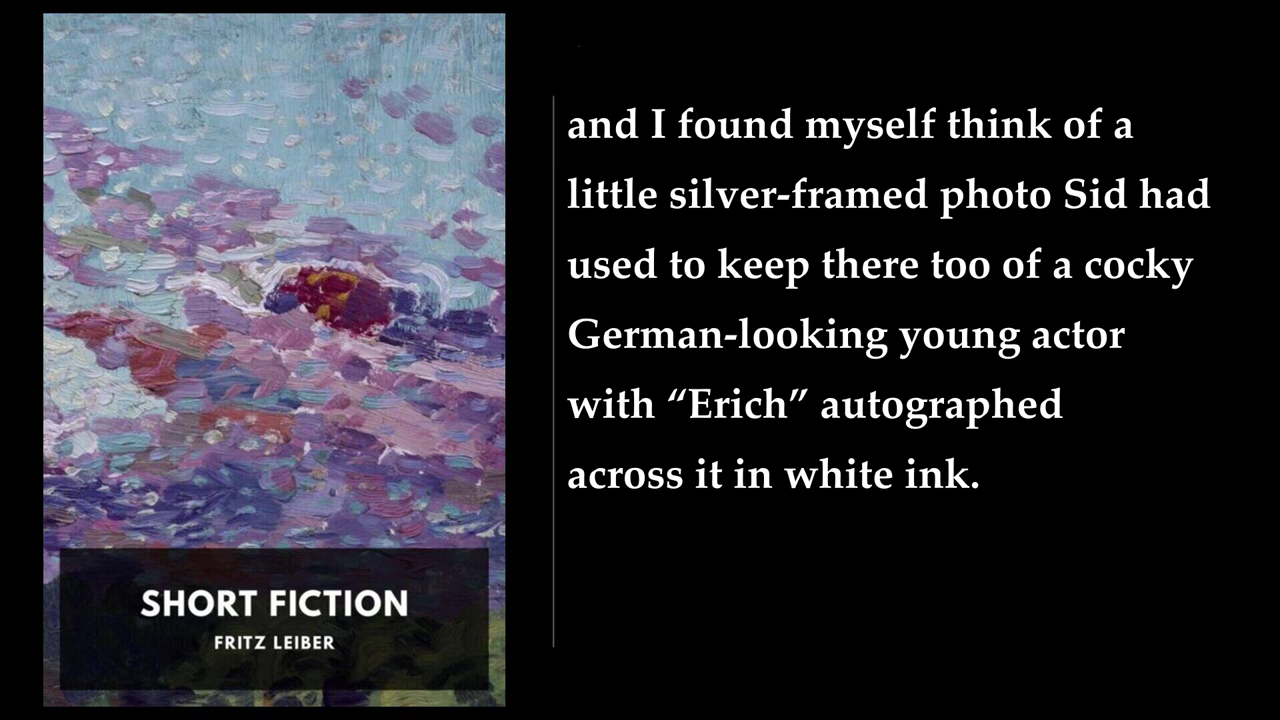 and I found myself think of a
little silver-framed photo Sid had
used to keep there too of a cocky
German-looking young actor
with “Erich” autographed
across it in white ink.
SHORT FICTION
FRITZ LEIBER